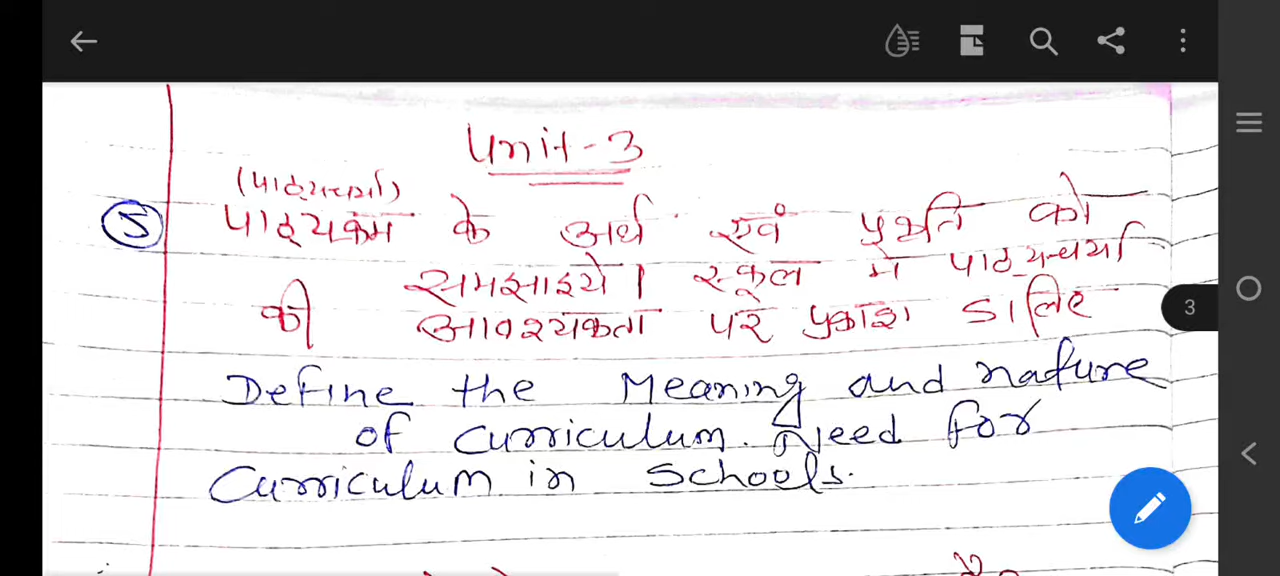 Unit-3
(पाठ्यचर्या)
5 पाठ्यक्रम के अर्थ एवं प्रकृति को
समझाइये। स्कूल में पाठ्यचर्या
की आवश्यकता पर प्रकाश डालिए
Define the Meaning and nature
of curriculum. Need for
Curriculum in Schools.
3